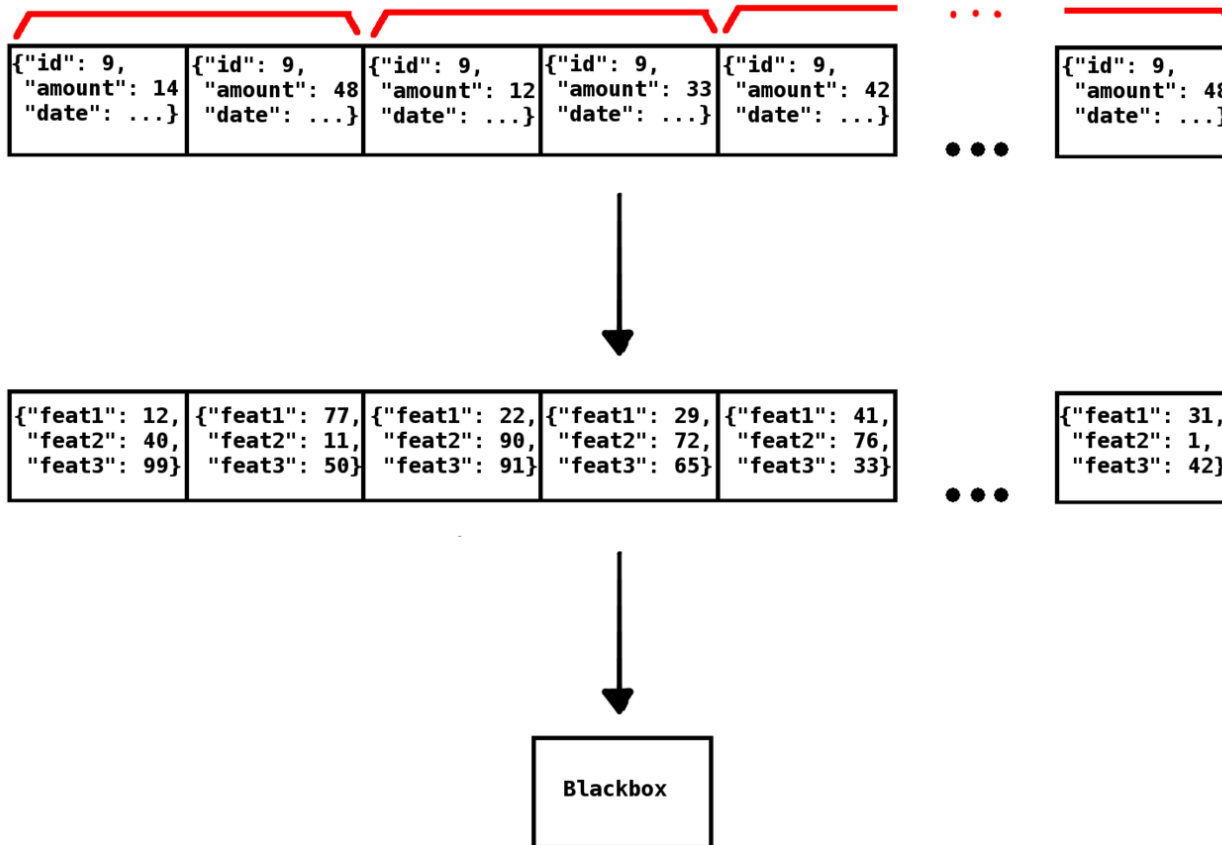 {"id": 9,
"amount": 14
"date": ...}
{"id": 9,
"amount": 48
"date": ...}
{"id": 9,
"amount": 12
"date": ...}
{"id": 9,
"amount": 33
"date": ...}
{"id": 9,
"amount": 42
"date": ...}
{"id": 9,
"amount": 48
"date": ...}
{"feat1": 12,
"feat2": 40,
"feat3": 99}
{"feat1": 77,
"feat2": 11,
"feat3": 50}
{"feat1": 22,
"feat2": 90,
"feat3": 91}
{"feat1": 29,
"feat2": 72,
"feat3": 65}
{"feat1": 41,
"feat2": 76,
"feat3": 33}
{"feat1": 31,
"feat2": 1,
"feat3": 42}
Blackbox